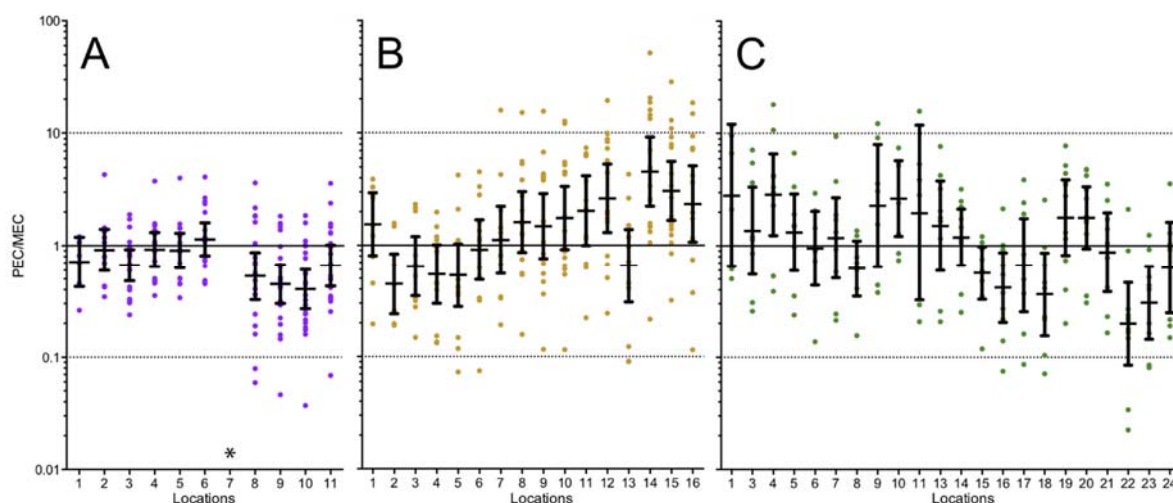 100
10
1
0.1
0.01
PEC/MEC
A
B
C
*
1 2 3 4 5 6 7 8 9 10 11
Locations
1 2 3 4 5 6 7 8 9 10 11 12 13 14 15 16
Locations
1 3 4 5 6 7 8 9 10 11 13 14 15 16 17 18 19 20 21 22 23 24
Locations